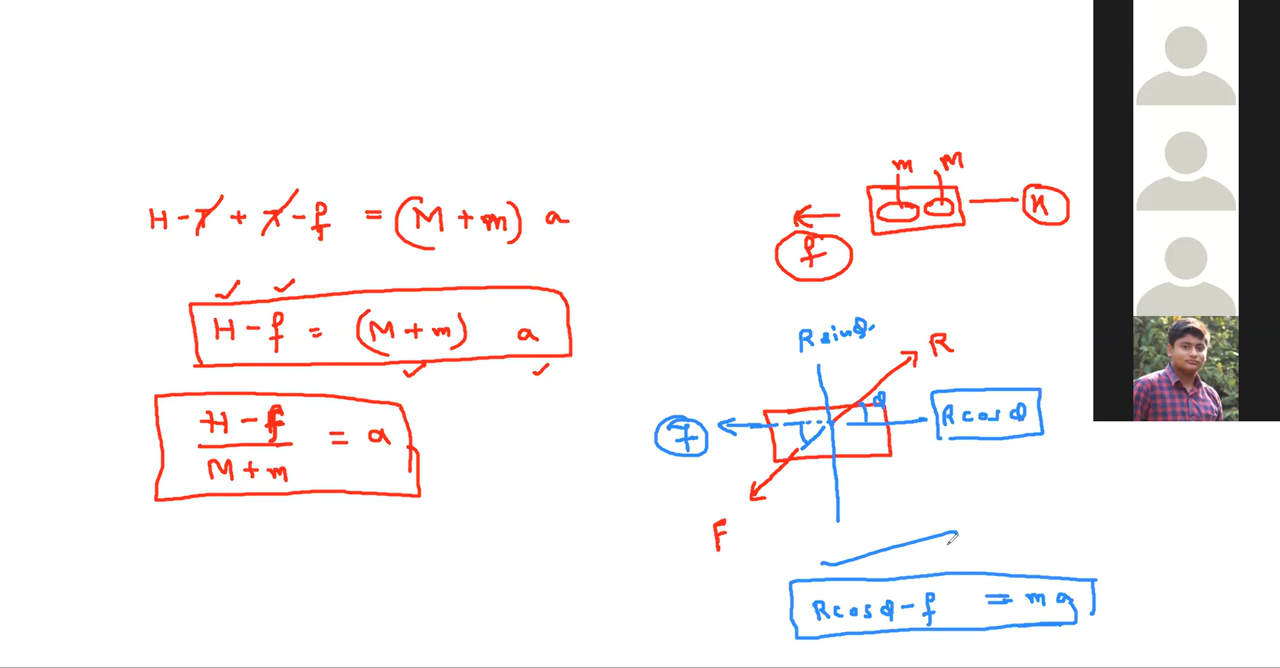 H - T + T - f = (M + m) a
H - f = (M + m) a
H - f
M + m
= a
m M
f
H
R sinθ
R
θ
R cosθ
f
F
R cosθ - f = ma